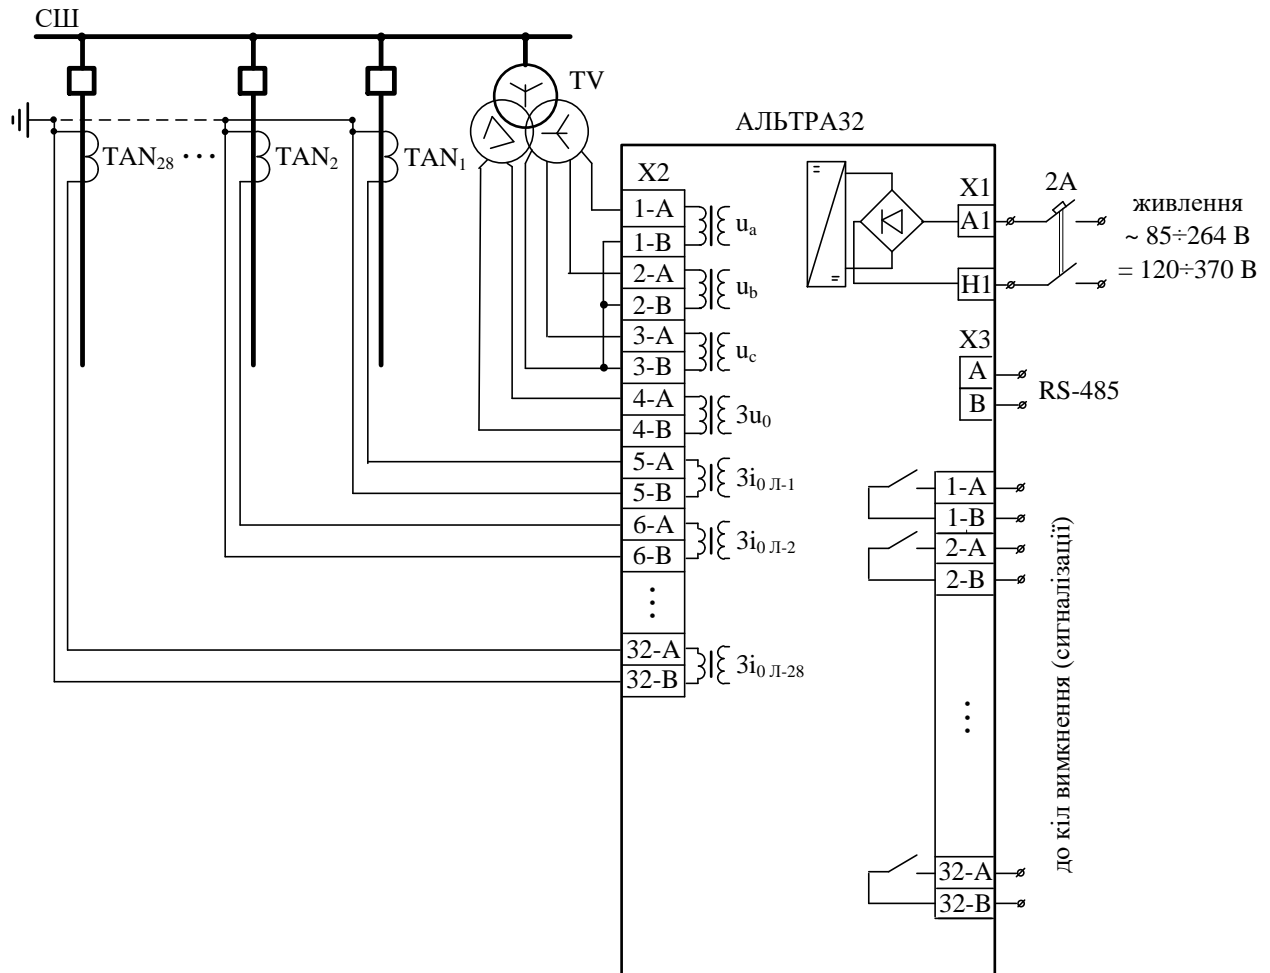 СШ
TV
TAN28 ··· TAN2 TAN1
АЛЬТРА32
X2
1-A
1-B
2-A
2-B
3-A
3-B
4-A
4-B
5-A
5-B
6-A
6-B
⋮
32-A
32-B
ua
ub
uc
3u0
3i0 Л-1
3i0 Л-2
3i0 Л-28
=
=
X1
A1
H1
2A
живлення
~ 85÷264 В
= 120÷370 В
X3
A
B
RS-485
1-A
1-B
2-A
2-B
⋮
32-A
32-B
до кіл вимкнення (сигналізації)